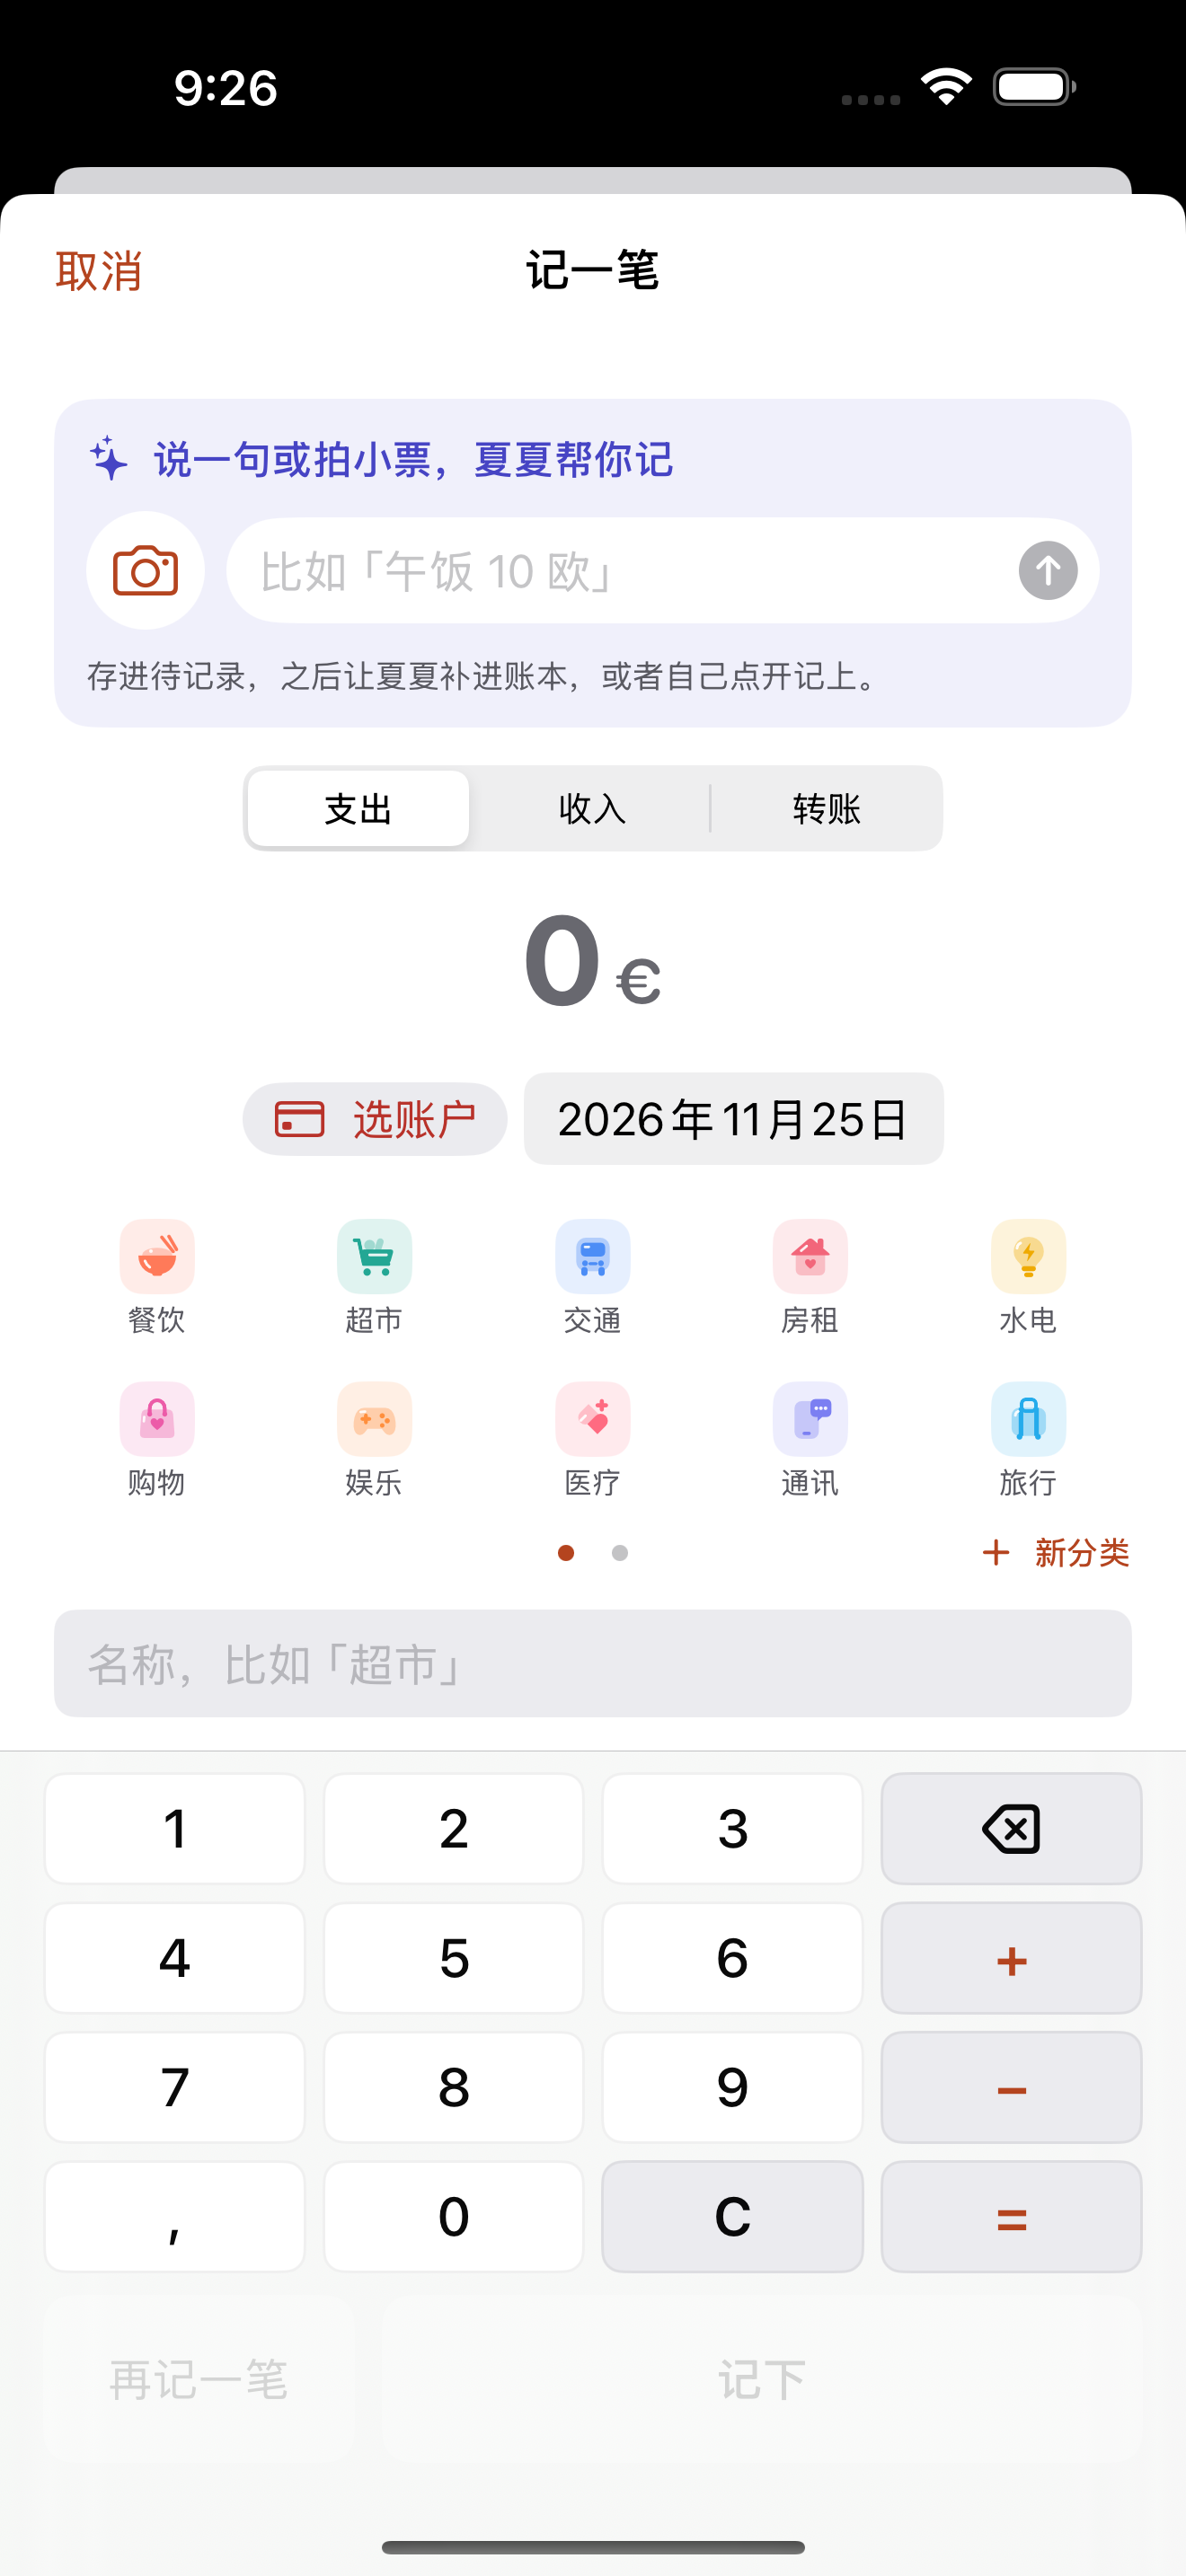 9:26
取消
记一笔
说一句或拍小票，夏夏帮你记
比如「午饭 10 欧」
存进待记录，之后让夏夏补进账本，或者自己点开记上。
支出 收入 转账
0 €
选账户 2026年11月25日
餐饮 超市 交通 房租 水电
购物 娱乐 医疗 通讯 旅行
+ 新分类
名称，比如「超市」
1 2 3
4 5 6 +
7 8 9 −
, 0 C =
再记一笔 记下